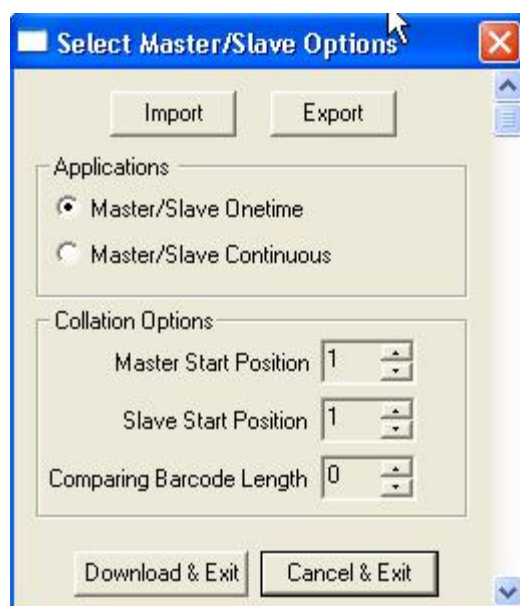 Select Master/Slave Options
Import Export
Applications
Master/Slave Onetime
Master/Slave Continuous
Collation Options
Master Start Position 1
Slave Start Position 1
Comparing Barcode Length 0
Download & Exit Cancel & Exit